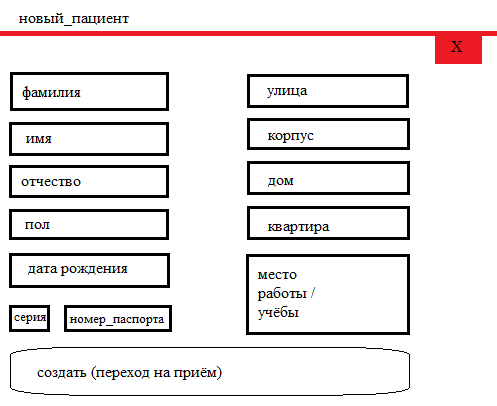 новый_пациент
X
фамилия
имя
отчество
пол
дата рождения
серия
номер_паспорта
улица
корпус
дом
квартира
место
работы /
учёбы
создать (переход на приём)